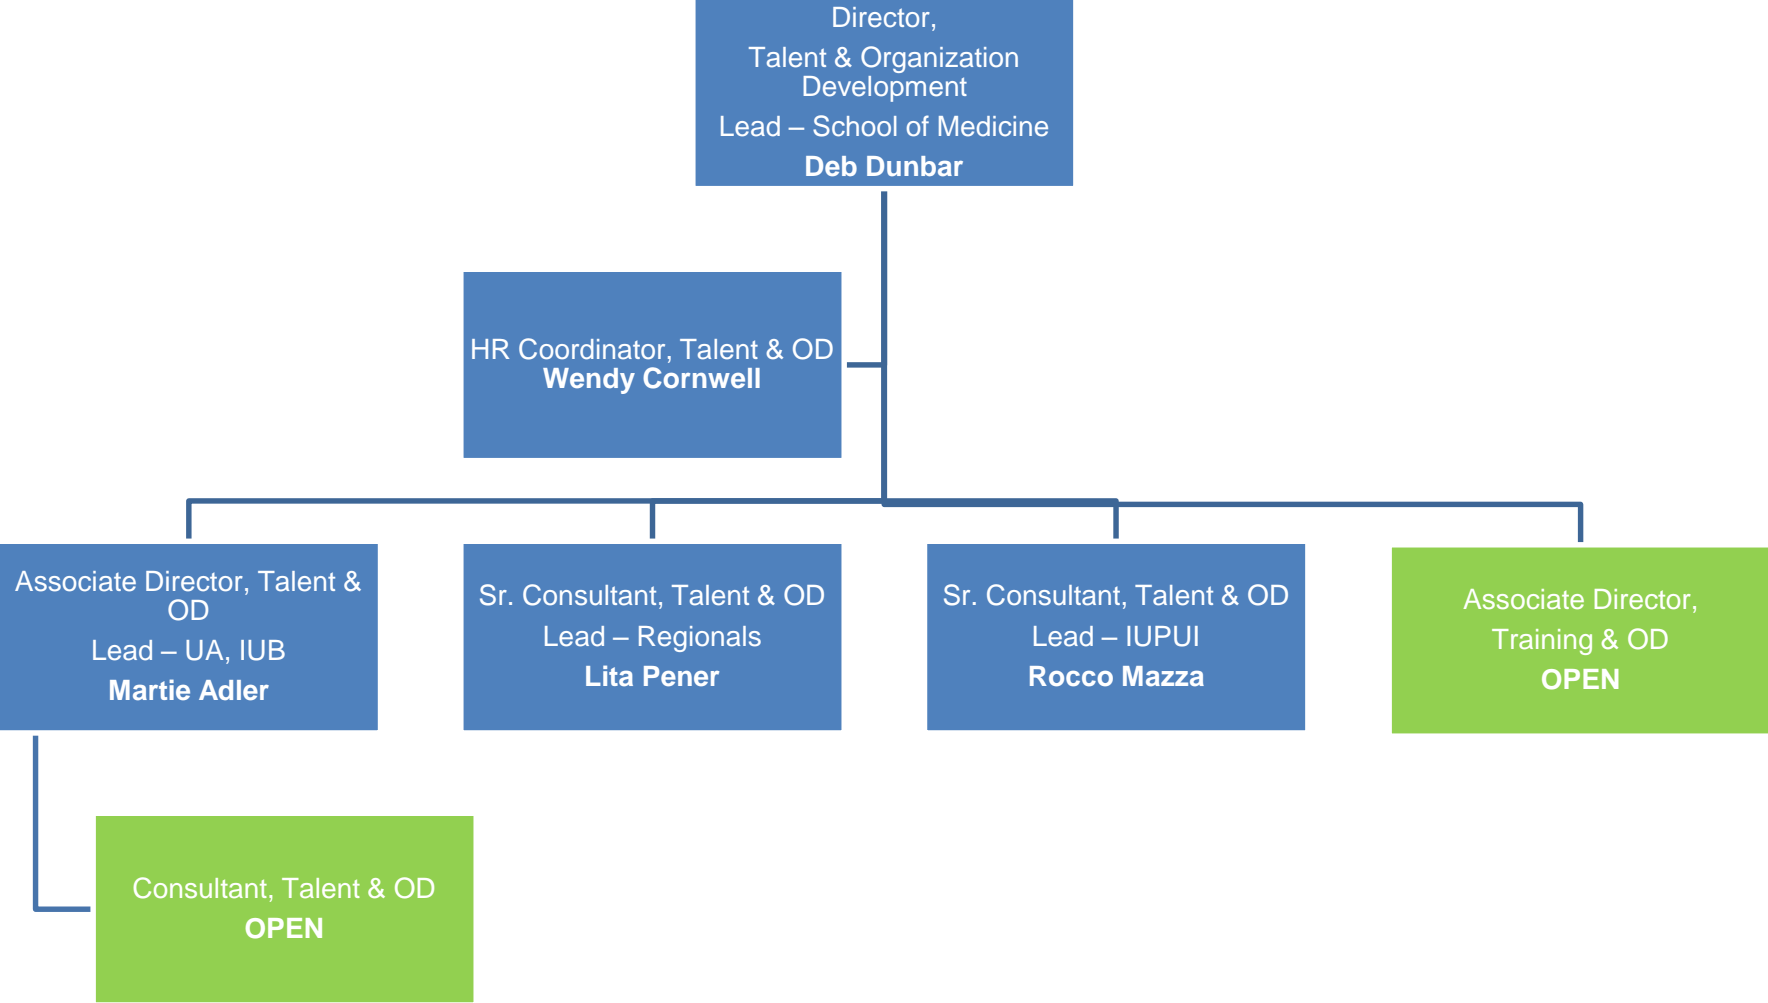 Director,
Talent & Organization
Development
Lead – School of Medicine
Deb Dunbar
HR Coordinator, Talent & OD
Wendy Cornwell
Associate Director, Talent &
OD
Lead – UA, IUB
Martie Adler
Sr. Consultant, Talent & OD
Lead – Regionals
Lita Pener
Sr. Consultant, Talent & OD
Lead – IUPUI
Rocco Mazza
Associate Director,
Training & OD
OPEN
Consultant, Talent & OD
OPEN